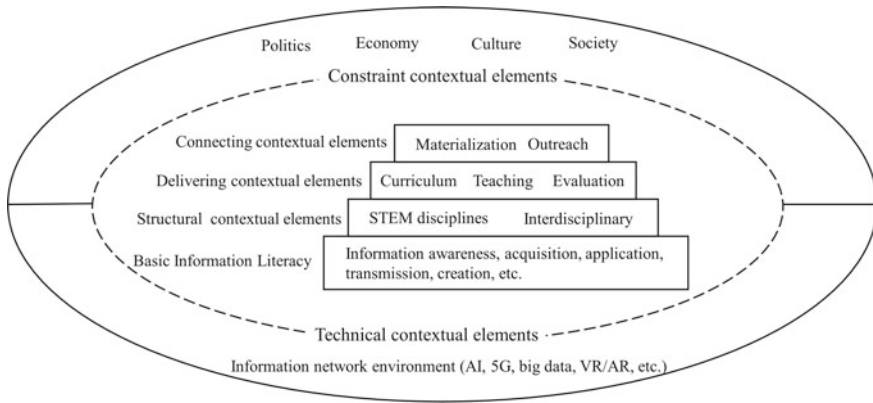 Politics Economy Culture Society
Constraint contextual elements
Connecting contextual elements Materialization Outreach
Delivering contextual elements Curriculum Teaching Evaluation
Structural contextual elements STEM disciplines Interdisciplinary
Basic Information Literacy Information awareness, acquisition, application,
transmission, creation, etc.
Technical contextual elements
Information network environment (AI, 5G, big data, VR/AR, etc.)